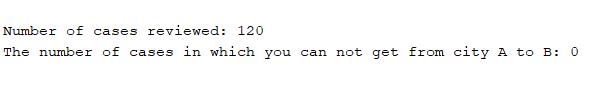 Number of cases reviewed: 120
The number of cases in which you can not get from city A to B: 0